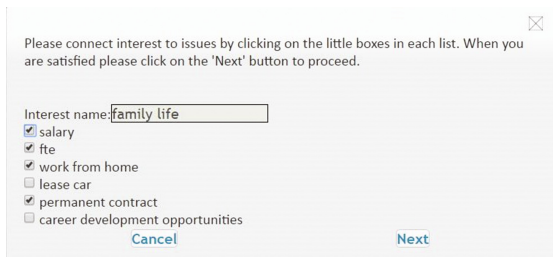 Please connect interest to issues by clicking on the little boxes in each list. When you
are satisfied please click on the 'Next' button to proceed.
Interest name: family life
salary
fte
work from home
lease car
permanent contract
career development opportunities
Cancel Next